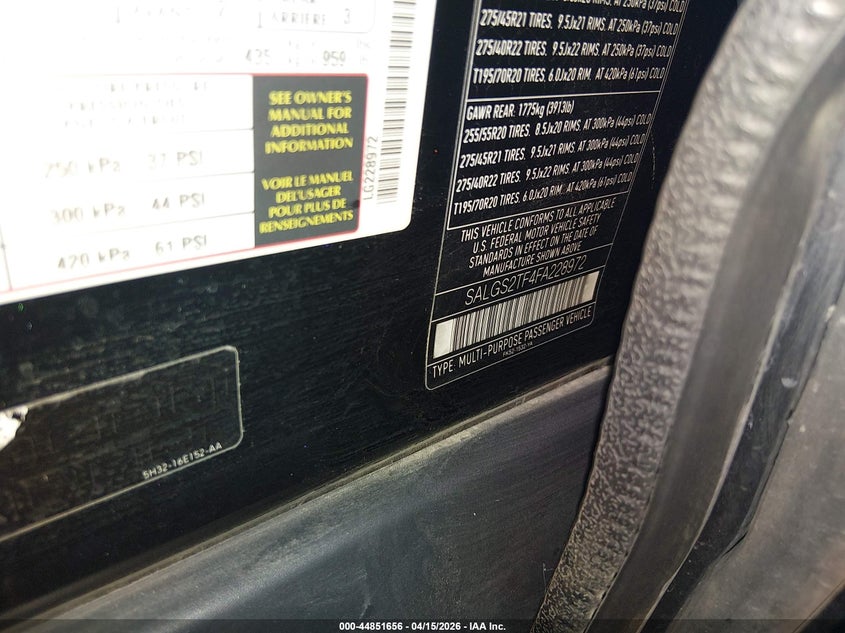 ARRIERE 3
435
959
250 kPa 37 PSI
300 kPa 44 PSI
420 kPa 61 PSI
SEE OWNER'S
MANUAL FOR
ADDITIONAL
INFORMATION
VOIR LE MANUEL
DE L'USAGER
POUR PLUS DE
RENSEIGNEMENTS
LG228972
275/45R21 TIRES. 9.5Jx21 RIMS. AT 250kPa (37psi) COLD
275/40R22 TIRES. 9.5Jx22 RIMS. AT 250kPa (37psi) COLD
T195/70R20 TIRES. 6.0Jx20 RIM. AT 420kPa (61psi) COLD
GAWR REAR: 1775kg (3913lb)
255/55R20 TIRES. 8.5Jx20 RIMS. AT 300kPa (44psi) COLD
275/45R21 TIRES. 9.5Jx21 RIMS. AT 300kPa (44psi) COLD
275/40R22 TIRES. 9.5Jx22 RIMS. AT 300kPa (44psi) COLD
T195/70R20 TIRES. 6.0Jx20 RIM. AT 420kPa (61psi) COLD
THIS VEHICLE CONFORMS TO ALL APPLICABLE
U.S. FEDERAL MOTOR VEHICLE SAFETY
STANDARDS IN EFFECT ON THE DATE OF
MANUFACTURE SHOWN ABOVE
SALGS2TF4FA228972
TYPE: MULTI-PURPOSE PASSENGER VEHICLE
5H32-16E152-AA
000-44851656 - 04/15/2026 - IAA Inc.